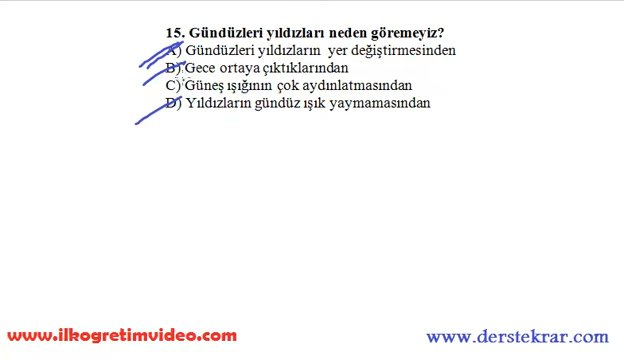 15. Gündüzleri yıldızları neden göremeyiz?
A) Gündüzleri yıldızların yer değiştirmesinden
B) Gece ortaya çıktıklarından
C) Güneş ışığının çok aydınlatmasından
D) Yıldızların gündüz ışık yaymamasından
www.ilkogretimvideo.com
www.derstekrar.com